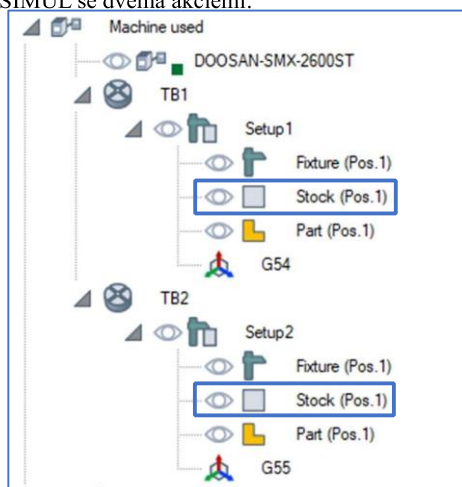 SIMUL se dvěma akciemi.
Machine used
DOOSAN-SMX-2600ST
TB1
Setup1
Fixture (Pos.1)
Stock (Pos.1)
Part (Pos.1)
G54
TB2
Setup2
Fixture (Pos.1)
Stock (Pos.1)
Part (Pos.1)
G55